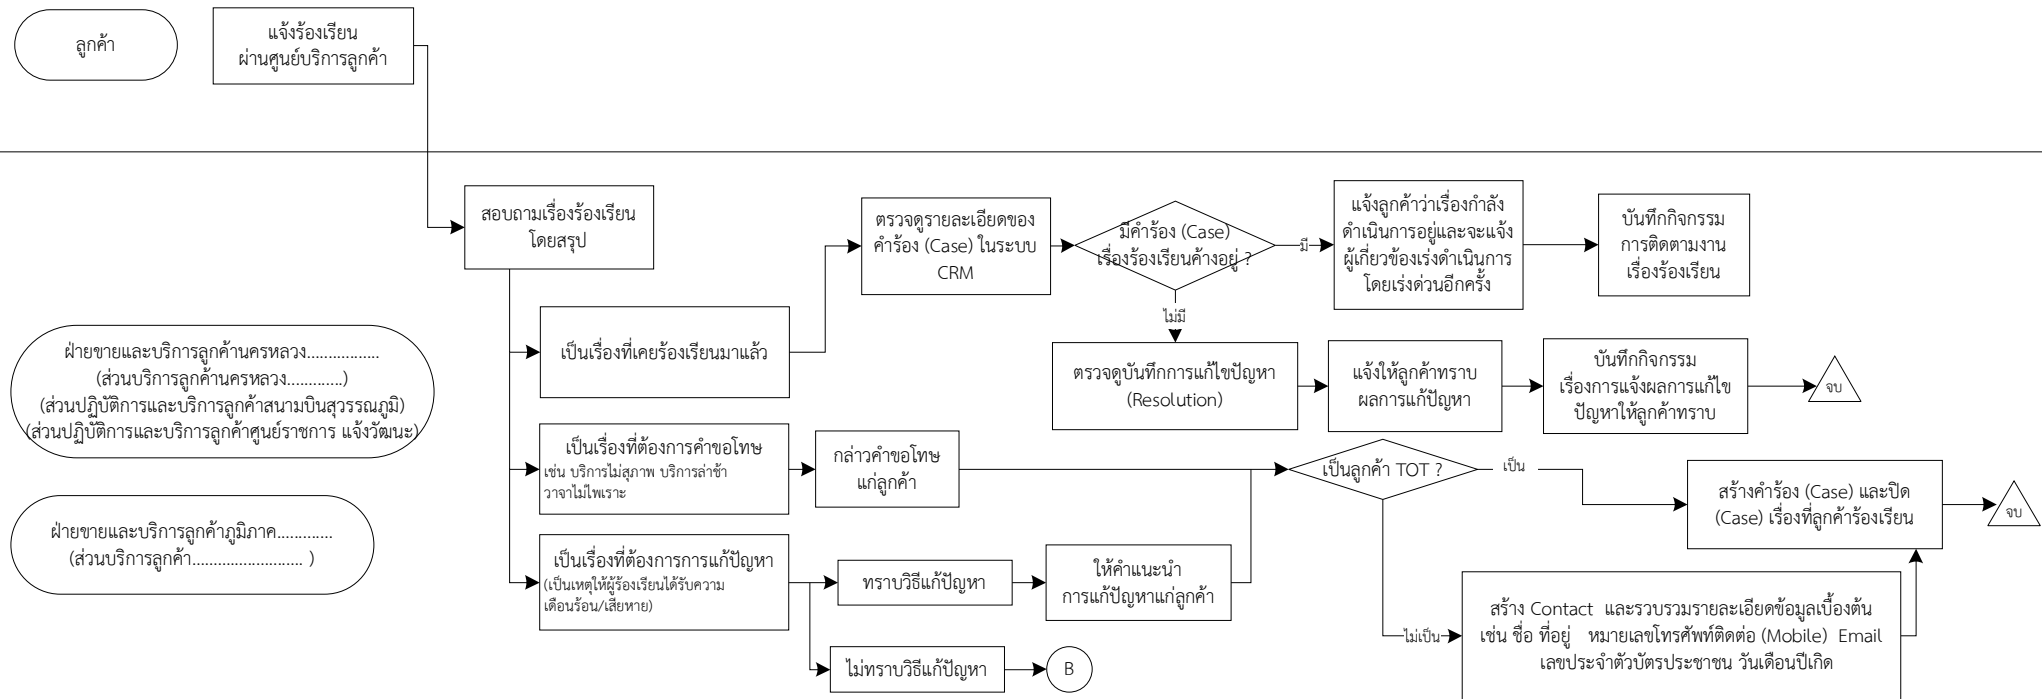 ลูกค้า
แจ้งร้องเรียน
ผ่านศูนย์บริการลูกค้า
สอบถามเรื่องร้องเรียน
โดยสรุป
ตรวจดูรายละเอียดของ
คำร้อง (Case) ในระบบ
CRM
มีคำร้อง (Case)
เรื่องร้องเรียนค้างอยู่ ?
มี
แจ้งลูกค้าว่าเรื่องกำลัง
ดำเนินการอยู่และจะแจ้ง
ผู้เกี่ยวข้องเร่งดำเนินการ
โดยเร่งด่วนอีกครั้ง
บันทึกกิจกรรม
การติดตามงาน
เรื่องร้องเรียน
ไม่มี
เป็นเรื่องที่เคยร้องเรียนมาแล้ว
ตรวจดูบันทึกการแก้ไขปัญหา
(Resolution)
แจ้งให้ลูกค้าทราบ
ผลการแก้ปัญหา
บันทึกกิจกรรม
เรื่องการแจ้งผลการแก้ไข
ปัญหาให้ลูกค้าทราบ
จบ
ฝ่ายขายและบริการลูกค้านครหลวง.................
(ส่วนบริการลูกค้านครหลวง.............)
(ส่วนปฏิบัติการและบริการลูกค้าสนามบินสุวรรณภูมิ)
(ส่วนปฏิบัติการและบริการลูกค้าศูนย์ราชการ แจ้งวัฒนะ)
เป็นเรื่องที่ต้องการคำขอโทษ
เช่น บริการไม่สุภาพ บริการล่าช้า
วาจาไม่ไพเราะ
กล่าวคำขอโทษ
แก่ลูกค้า
เป็นลูกค้า TOT ?
เป็น
สร้างคำร้อง (Case) และปิด
(Case) เรื่องที่ลูกค้าร้องเรียน
จบ
ฝ่ายขายและบริการลูกค้าภูมิภาค.............
(ส่วนบริการลูกค้า.......................... )
เป็นเรื่องที่ต้องการการแก้ปัญหา
(เป็นเหตุให้ผู้ร้องเรียนได้รับความ
เดือนร้อน/เสียหาย)
ทราบวิธีแก้ปัญหา
ให้คำแนะนำ
การแก้ปัญหาแก่ลูกค้า
ไม่เป็น
สร้าง Contact และรวบรวมรายละเอียดข้อมูลเบื้องต้น
เช่น ชื่อ ที่อยู่ หมายเลขโทรศัพท์ติดต่อ (Mobile) Email
เลขประจำตัวบัตรประชาชน วันเดือนปีเกิด
ไม่ทราบวิธีแก้ปัญหา
B